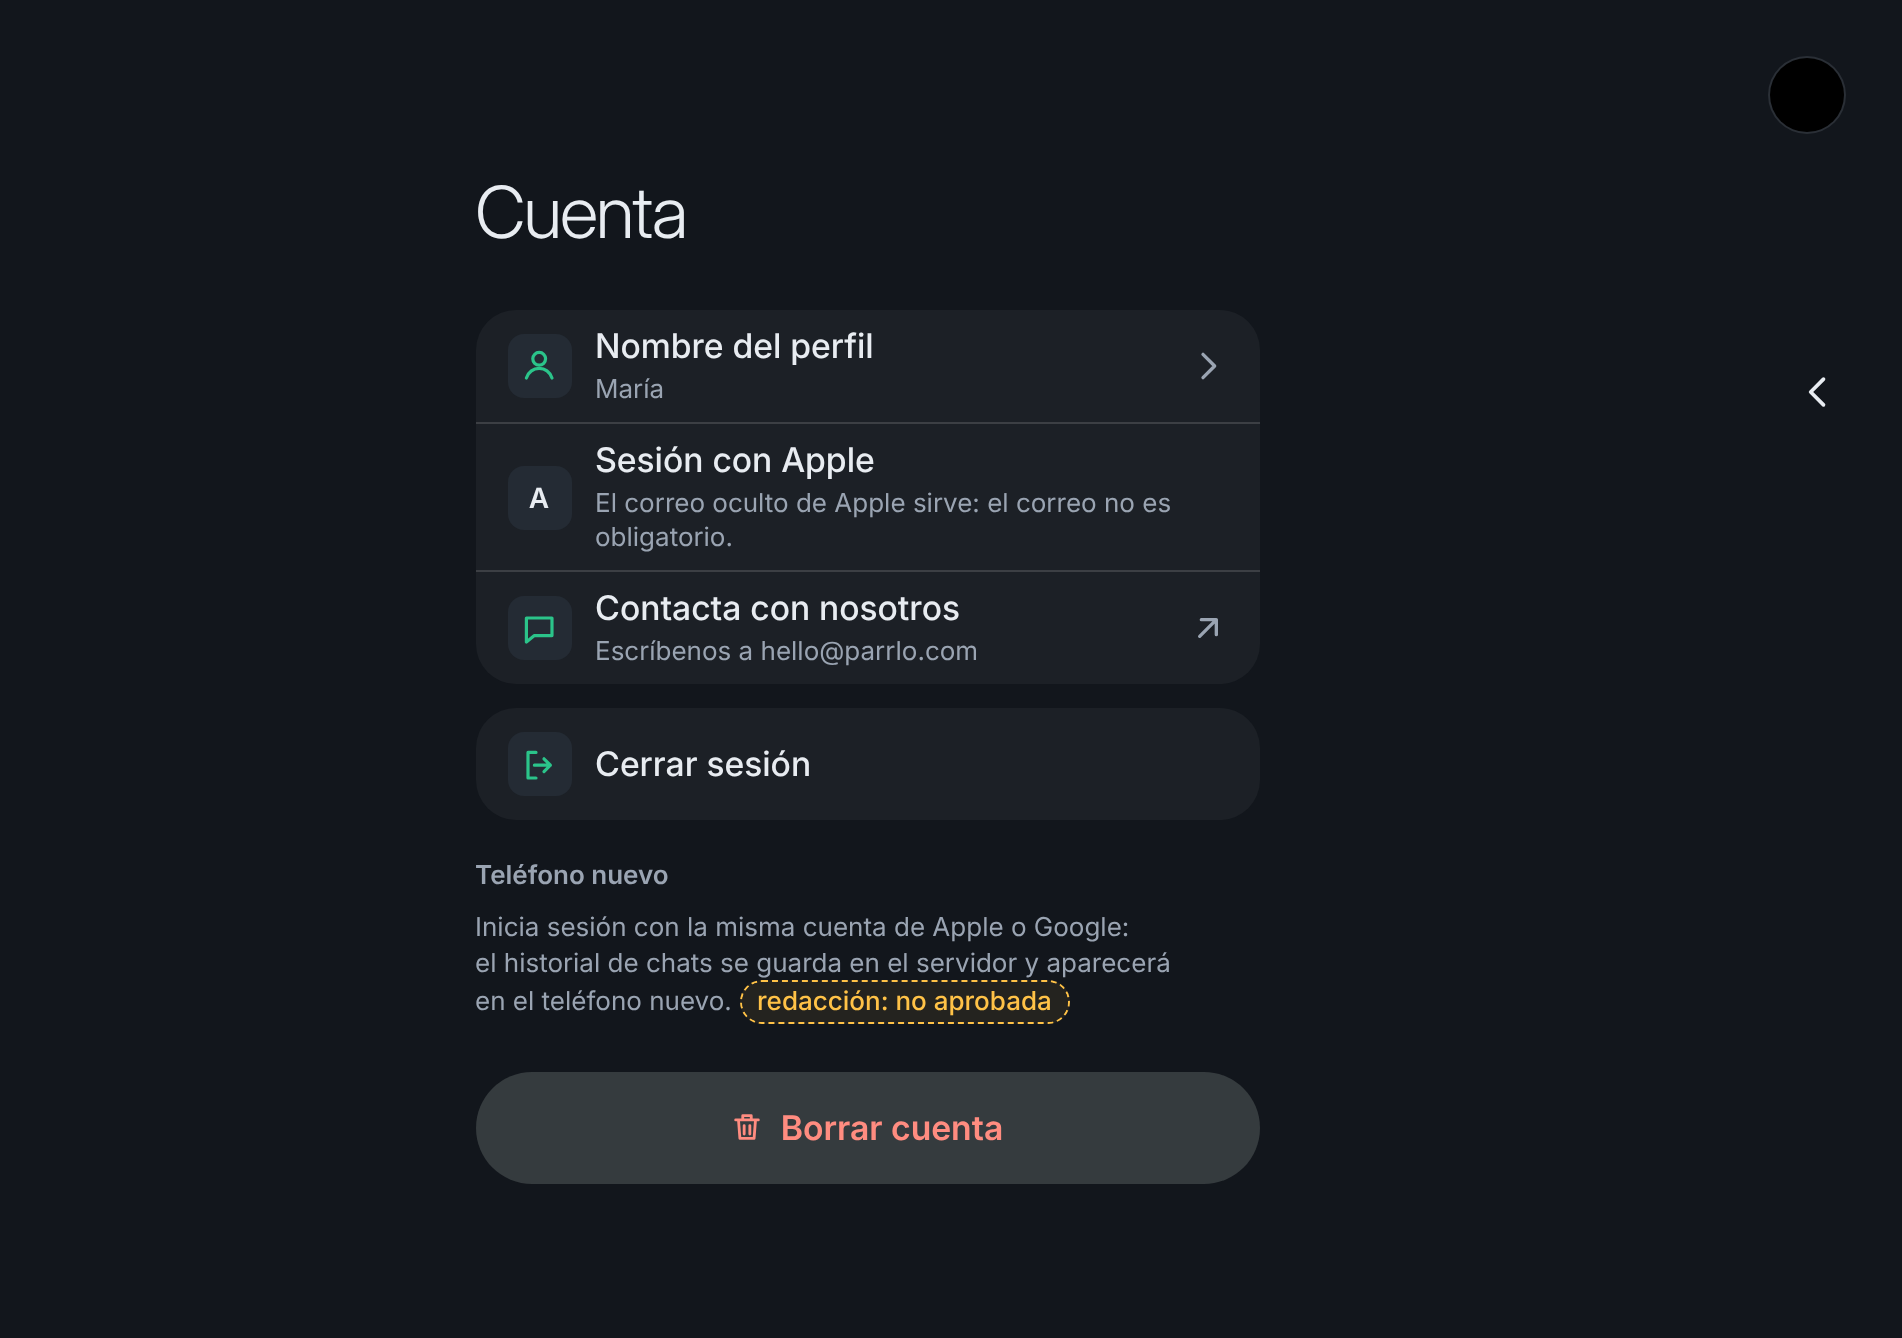 Cuenta
Nombre del perfil
María
A
Sesión con Apple
El correo oculto de Apple sirve: el correo no es
obligatorio.
Contacta con nosotros
Escríbenos a hello@parrlo.com
Cerrar sesión
Teléfono nuevo
Inicia sesión con la misma cuenta de Apple o Google:
el historial de chats se guarda en el servidor y aparecerá
en el teléfono nuevo. redacción: no aprobada
Borrar cuenta